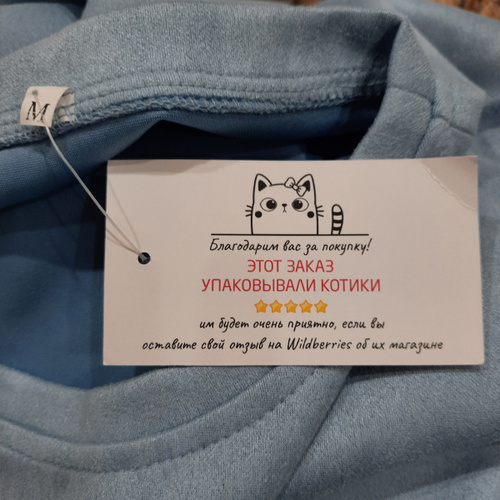 M
Благодарим вас за покупку!
ЭТОТ ЗАКАЗ
УПАКОВЫВАЛИ КОТИКИ
им будет очень приятно, если вы
оставите свой отзыв на Wildberries об их магазине